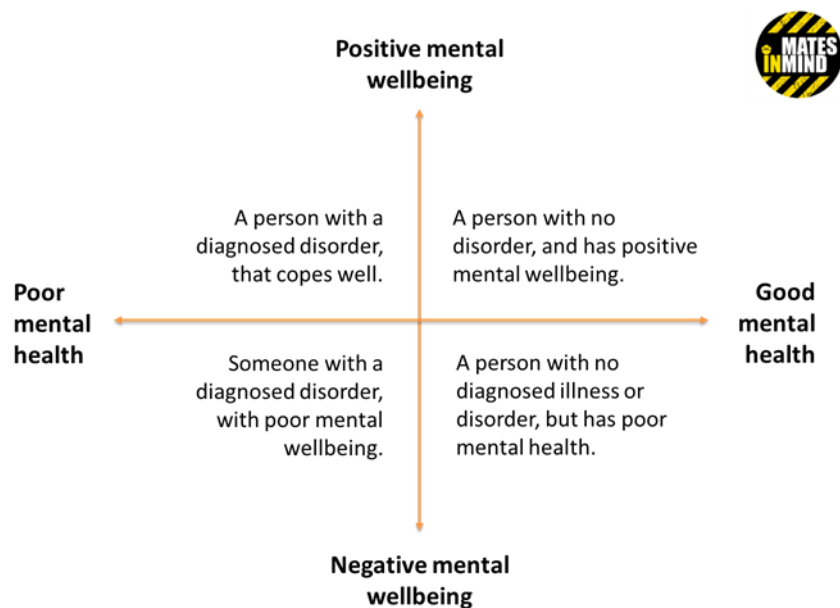 Positive mental
wellbeing
MATES
INMIND
A person with a
diagnosed disorder,
that copes well.
A person with no
disorder, and has positive
mental wellbeing.
Poor
mental
health
Good
mental
health
Someone with a
diagnosed disorder,
with poor mental
wellbeing.
A person with no
diagnosed illness or
disorder, but has poor
mental health.
Negative mental
wellbeing